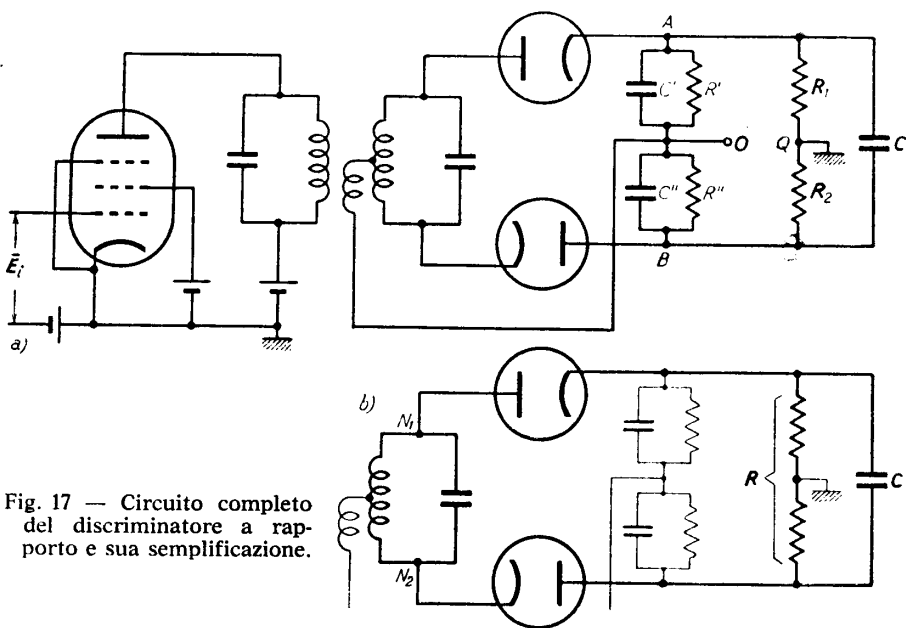 A
C'
R'
R₁
Q
O
C
C"
R"
R₂
B
Ēᵢ
a)
b)
N₁
R
C
N₂
Fig. 17 — Circuito completo
del discriminatore a rap-
porto e sua semplificazione.